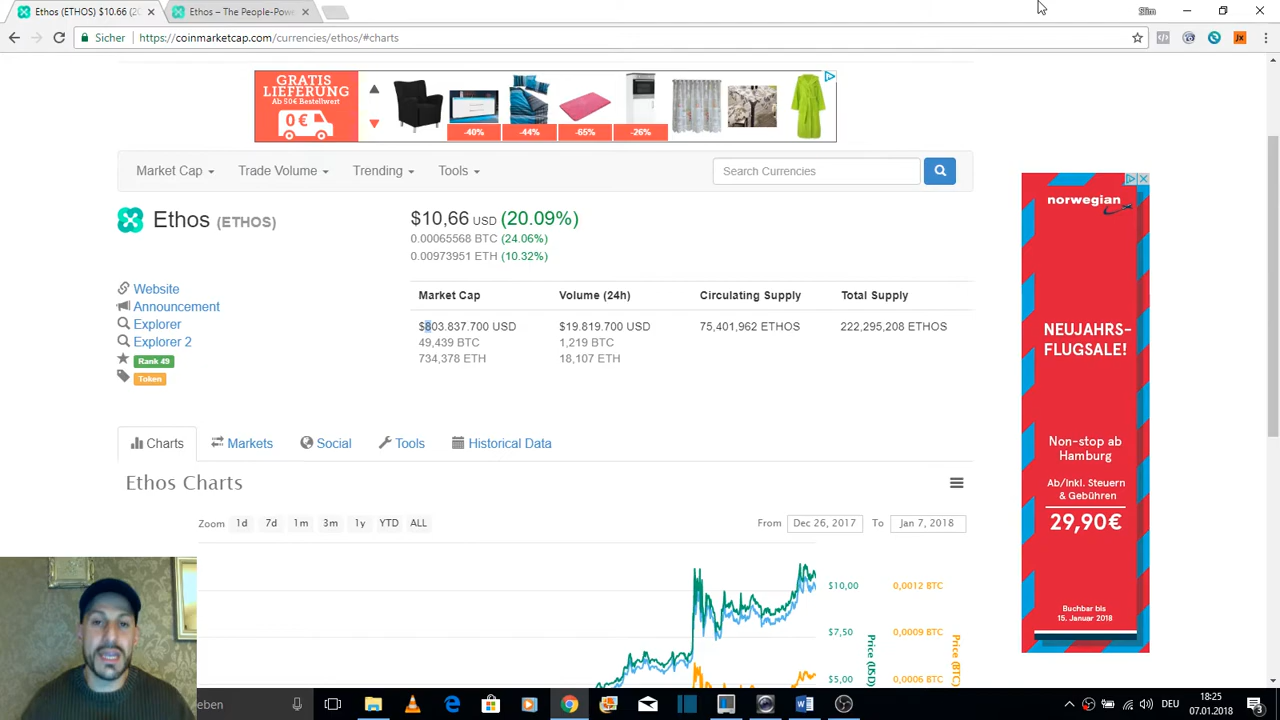 Ethos (ETHOS) $10,66 (20
Ethos – The People-Pow
Sicher
https://coinmarketcap.com/currencies/ethos/#charts
GRATIS
LIEFERUNG
Ab 50€ Bestellwert
0 €
-40%
-44%
-65%
-26%
Market Cap
Trade Volume
Trending
Tools
Search Currencies
Ethos (ETHOS)
$10,66 USD (20.09%)
0.00065568 BTC (24.06%)
0.00973951 ETH (10.32%)
Website
Announcement
Explorer
Explorer 2
Rank 49
Token
Market Cap
Volume (24h)
Circulating Supply
Total Supply
$803.837.700 USD
$19.819.700 USD
75,401,962 ETHOS
222,295,208 ETHOS
49,439 BTC
1,219 BTC
734,378 ETH
18,107 ETH
Charts
Markets
Social
Tools
Historical Data
Ethos Charts
Zoom
1d
7d
1m
3m
1y
YTD
ALL
From
Dec 26, 2017
To
Jan 7, 2018
$10,00
0,0012 BTC
$7,50
0,0009 BTC
$5,00
0,0006 BTC
Price (USD)
Price (BTC)
norwegian
NEUJAHRS-
FLUGSALE!
Non-stop ab
Hamburg
Ab/inkl. Steuern
& Gebühren
29,90€
Buchbar bis
15. Januar 2018
eben
DEU
18:25
07.01.2018